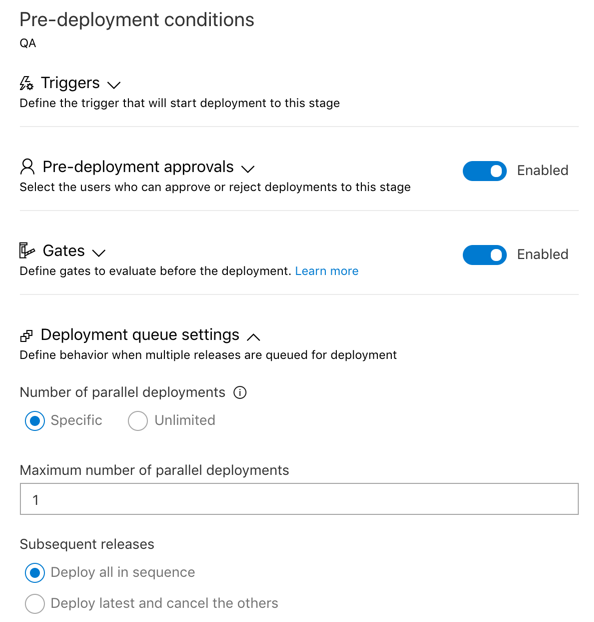 Pre-deployment conditions
QA
Triggers
Define the trigger that will start deployment to this stage
Pre-deployment approvals
Enabled
Select the users who can approve or reject deployments to this stage
Gates
Enabled
Define gates to evaluate before the deployment. Learn more
Deployment queue settings
Define behavior when multiple releases are queued for deployment
Number of parallel deployments
Specific Unlimited
Maximum number of parallel deployments
1
Subsequent releases
Deploy all in sequence
Deploy latest and cancel the others